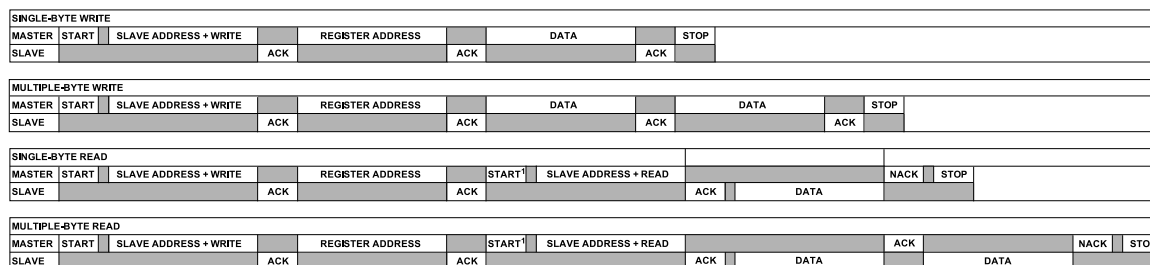 SINGLE-BYTE WRITE
MASTER START SLAVE ADDRESS + WRITE REGISTER ADDRESS DATA STOP
SLAVE ACK ACK ACK
MULTIPLE-BYTE WRITE
MASTER START SLAVE ADDRESS + WRITE REGISTER ADDRESS DATA DATA STOP
SLAVE ACK ACK ACK ACK
SINGLE-BYTE READ
MASTER START SLAVE ADDRESS + WRITE REGISTER ADDRESS START¹ SLAVE ADDRESS + READ NACK STOP
SLAVE ACK ACK ACK DATA
MULTIPLE-BYTE READ
MASTER START SLAVE ADDRESS + WRITE REGISTER ADDRESS START¹ SLAVE ADDRESS + READ ACK NACK STO
SLAVE ACK ACK ACK DATA DATA